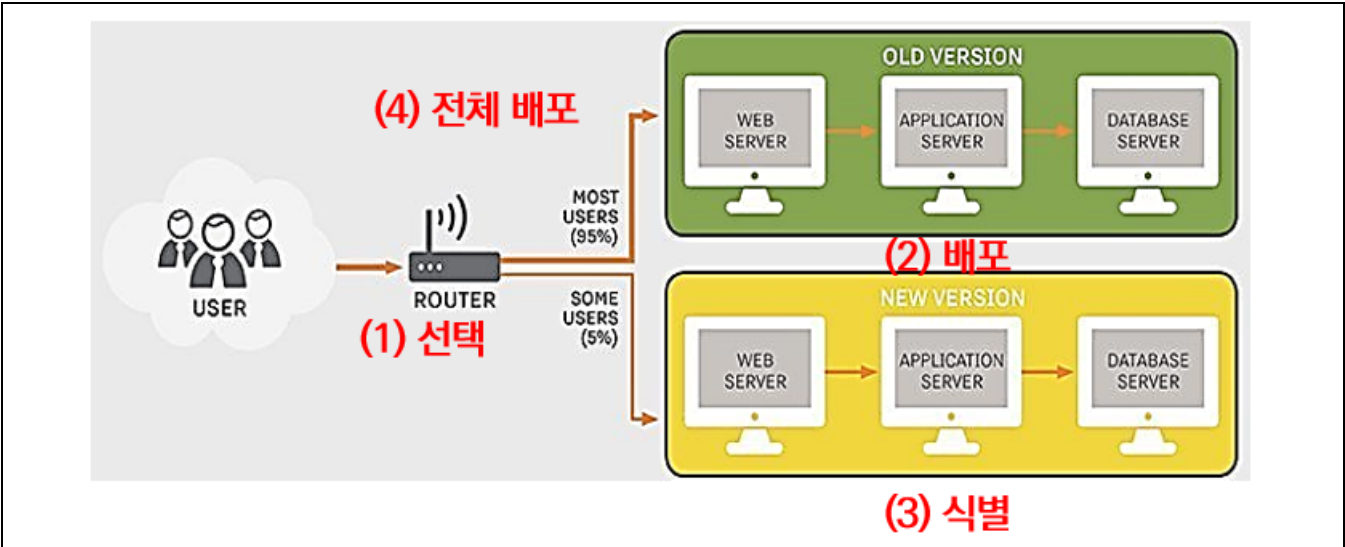 OLD VERSION
(4) 전체 배포
WEB
SERVER
APPLICATION
SERVER
DATABASE
SERVER
MOST
USERS
(95%)
(2) 배포
USER
ROUTER
(1) 선택
SOME
USERS
(5%)
NEW VERSION
WEB
SERVER
APPLICATION
SERVER
DATABASE
SERVER
(3) 식별